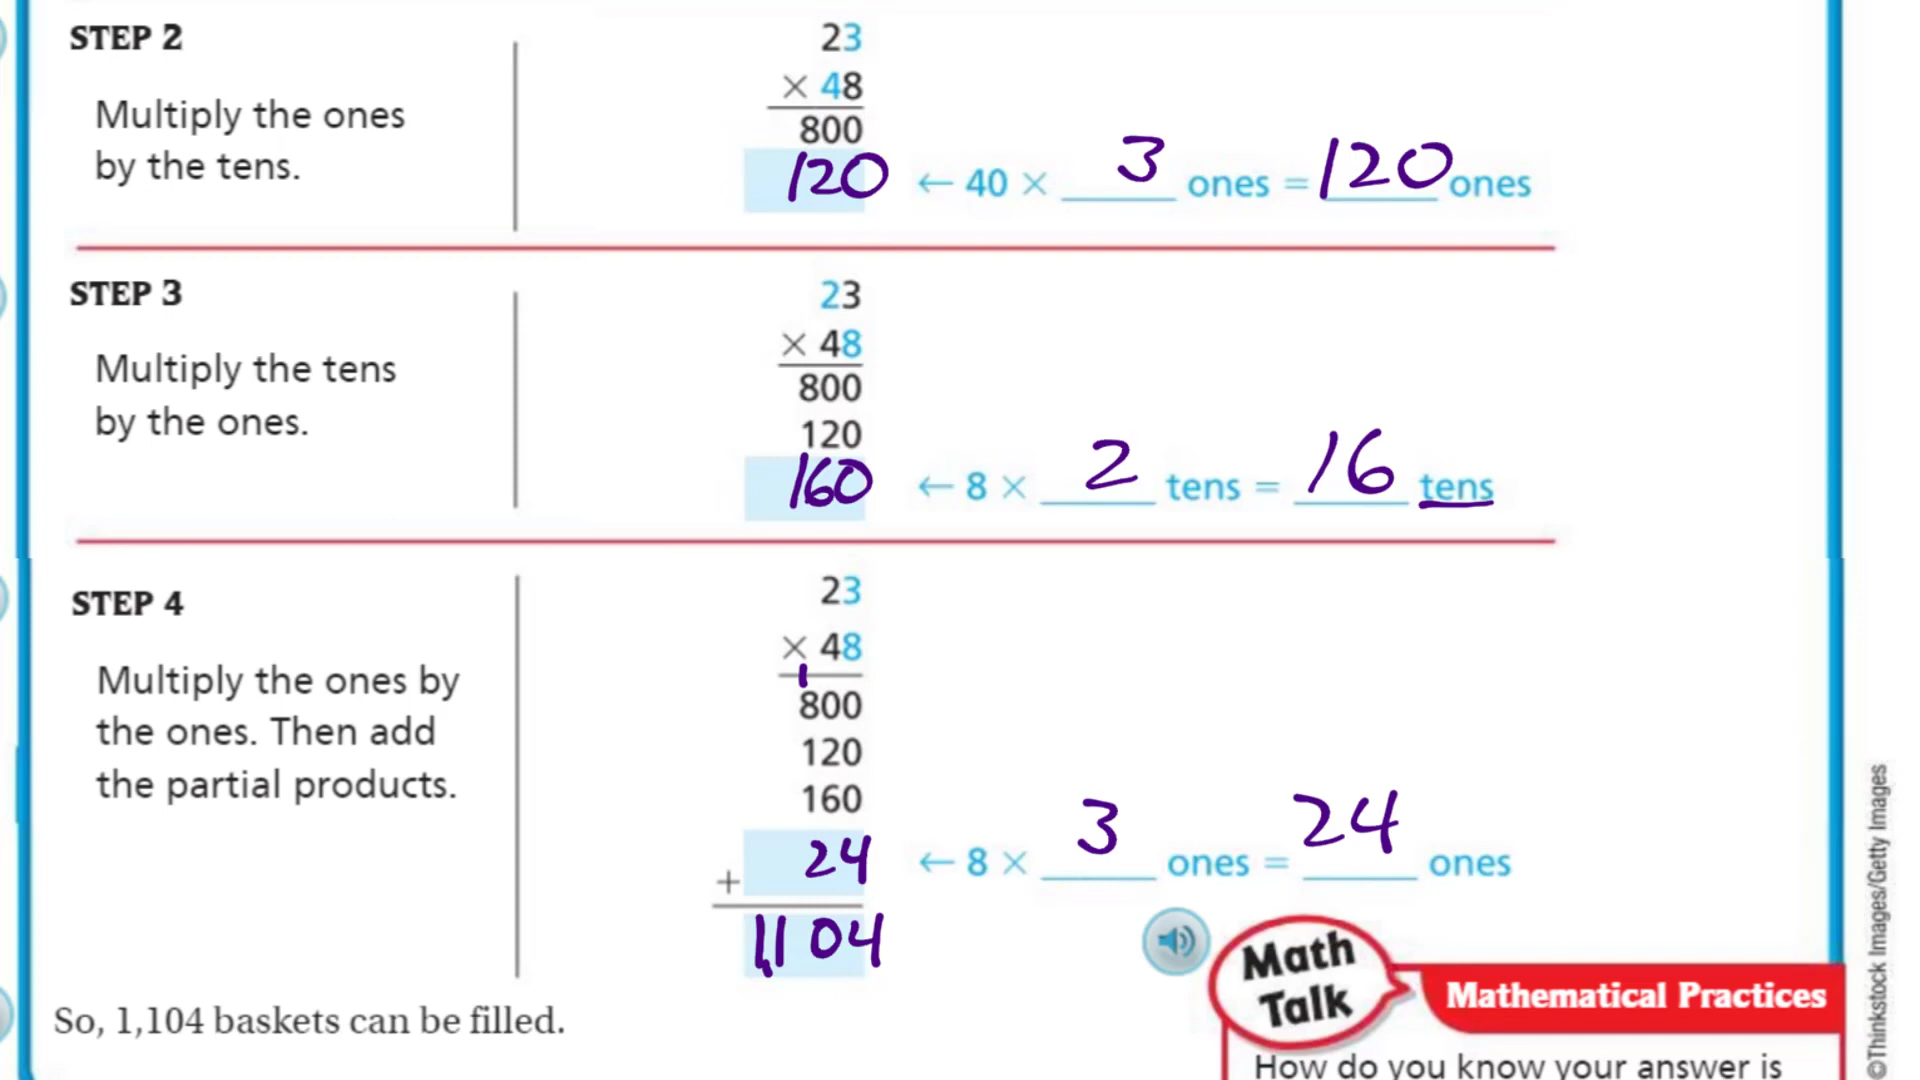 STEP 2
Multiply the ones
by the tens.
23
× 48
800
120 ← 40 × 3 ones = 120 ones
STEP 3
Multiply the tens
by the ones.
23
× 48
800
120
160 ← 8 × 2 tens = 16 tens
STEP 4
Multiply the ones by
the ones. Then add
the partial products.
23
× 48
1
800
120
160
+ 24 ← 8 × 3 ones = 24 ones
1,104
So, 1,104 baskets can be filled.
Math
Talk
Mathematical Practices
How do you know your answer is
©Thinkstock Images/Getty Images